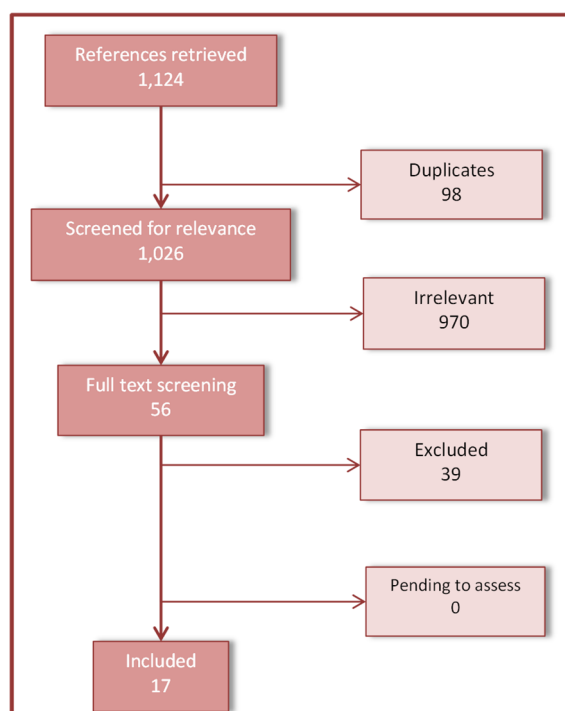 References retrieved
1,124
Duplicates
98
Screened for relevance
1,026
Irrelevant
970
Full text screening
56
Excluded
39
Pending to assess
0
Included
17